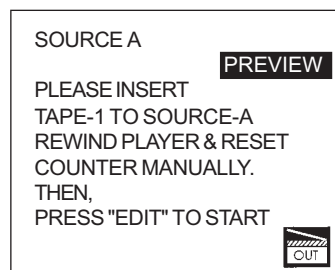 SOURCE A
PREVIEW
PLEASE INSERT
TAPE-1 TO SOURCE-A
REWIND PLAYER & RESET
COUNTER MANUALLY.
THEN,
PRESS "EDIT" TO START
OUT